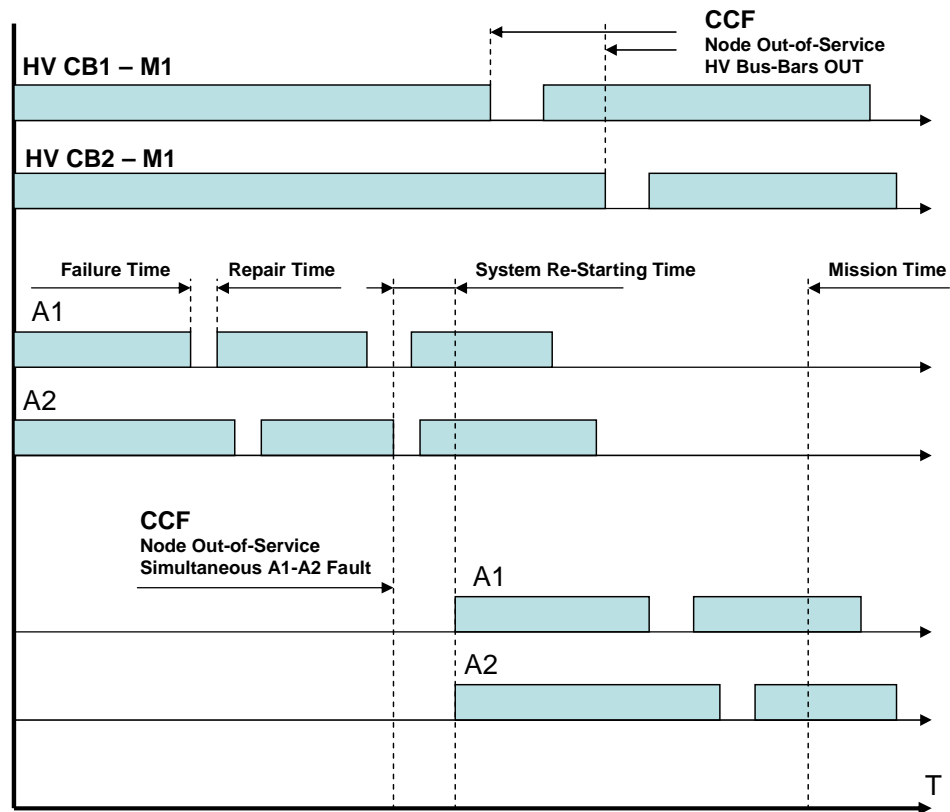 CCF
Node Out-of-Service
HV Bus-Bars OUT
HV CB1 – M1
HV CB2 – M1
Failure Time
Repair Time
System Re-Starting Time
Mission Time
A1
A2
CCF
Node Out-of-Service
Simultaneous A1-A2 Fault
A1
A2
T